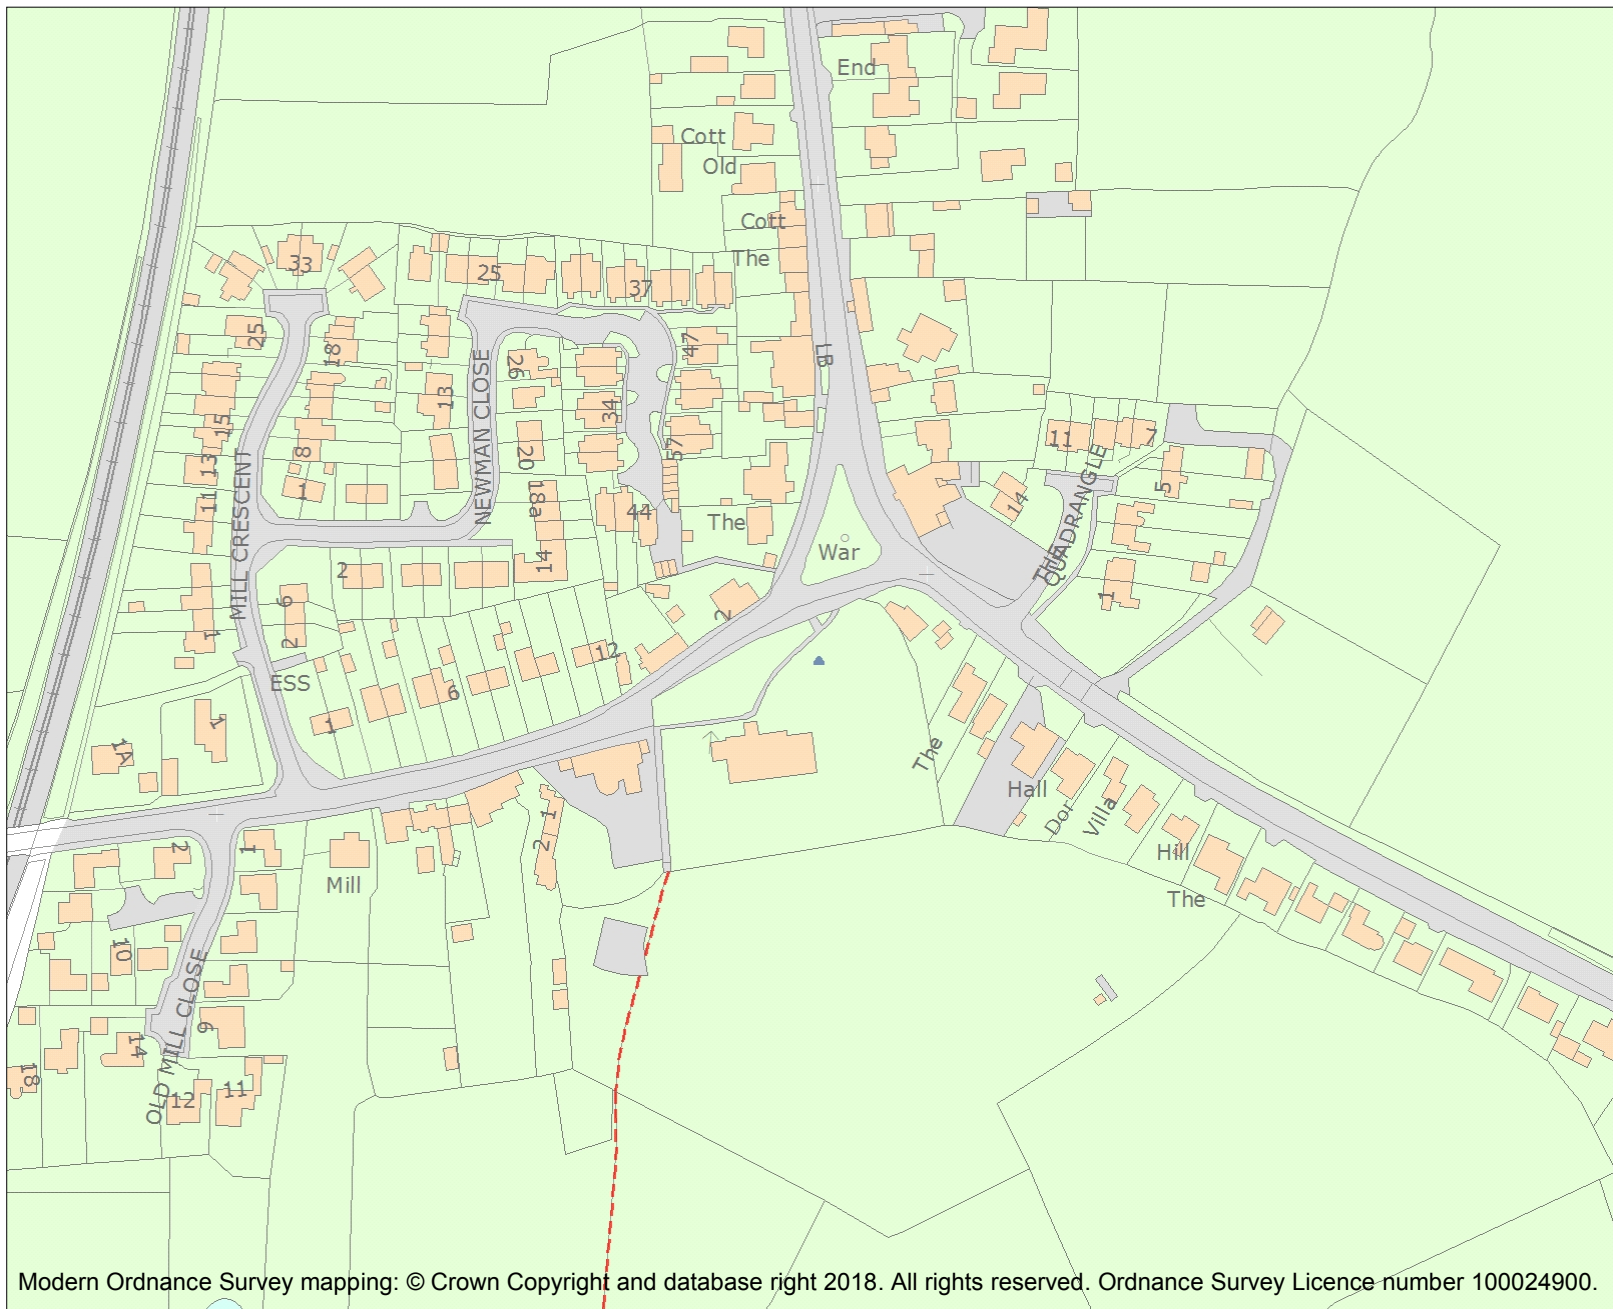 End
Cott
Old
Cott
The
33
25
37
25
18
47
LB
26
13
34
15
8
57
11
7
13
20
11
1
18a
5
14
44
The
NEWMAN CLOSE
MILL CRESCENT
War
THE
QUADRANGLE
2
14
1
9
2
2
1
12
ESS
6
1
1
1A
The
Hall
Dor
Villa
1
2
2
1
Hill
Mill
The
10
OLD MILL CLOSE
9
14
18
12
11
Modern Ordnance Survey mapping: © Crown Copyright and database right 2018. All rights reserved. Ordnance Survey Licence number 100024900.